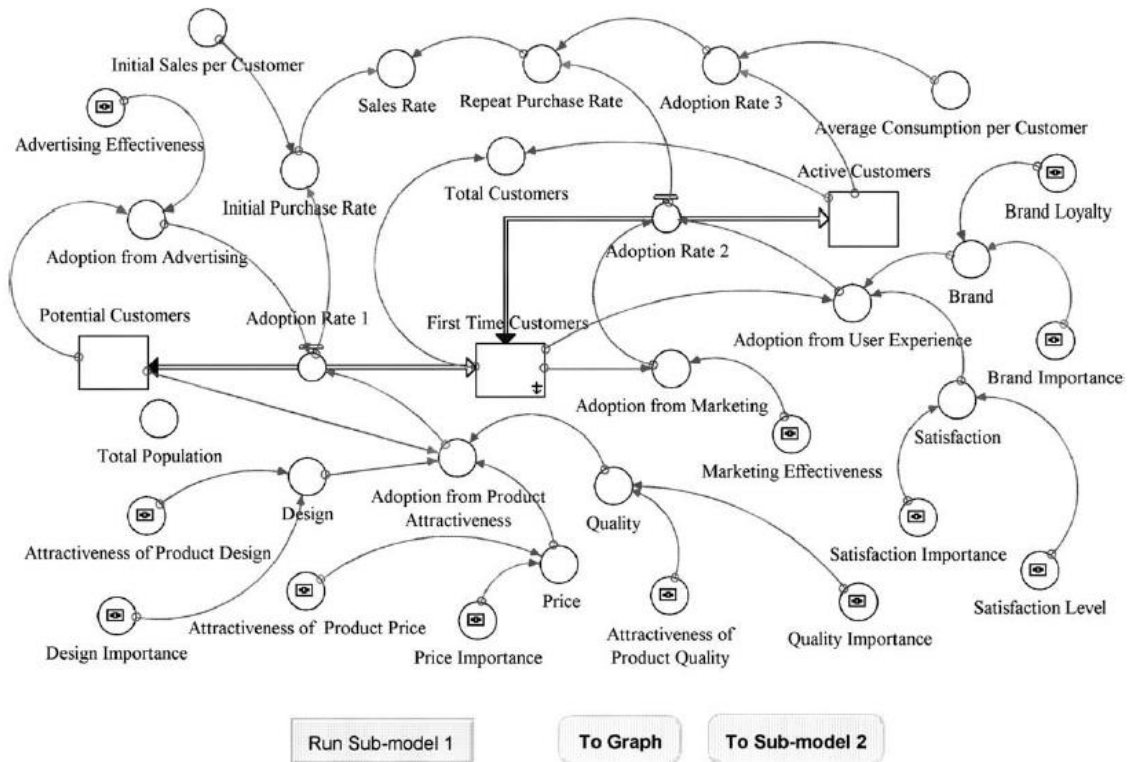 Initial Sales per Customer
Sales Rate
Repeat Purchase Rate
Adoption Rate 3
Average Consumption per Customer
Advertising Effectiveness
Total Customers
Active Customers
Initial Purchase Rate
Brand Loyalty
Adoption from Advertising
Adoption Rate 2
Brand
Potential Customers
Adoption Rate 1
First Time Customers
Adoption from User Experience
Brand Importance
Adoption from Marketing
Satisfaction
Total Population
Marketing Effectiveness
Adoption from Product
Attractiveness
Design
Quality
Attractiveness of Product Design
Satisfaction Importance
Price
Satisfaction Level
Attractiveness of  Product Price
Attractiveness of
Product Quality
Quality Importance
Design Importance
Price Importance
Run Sub-model 1
To Graph
To Sub-model 2